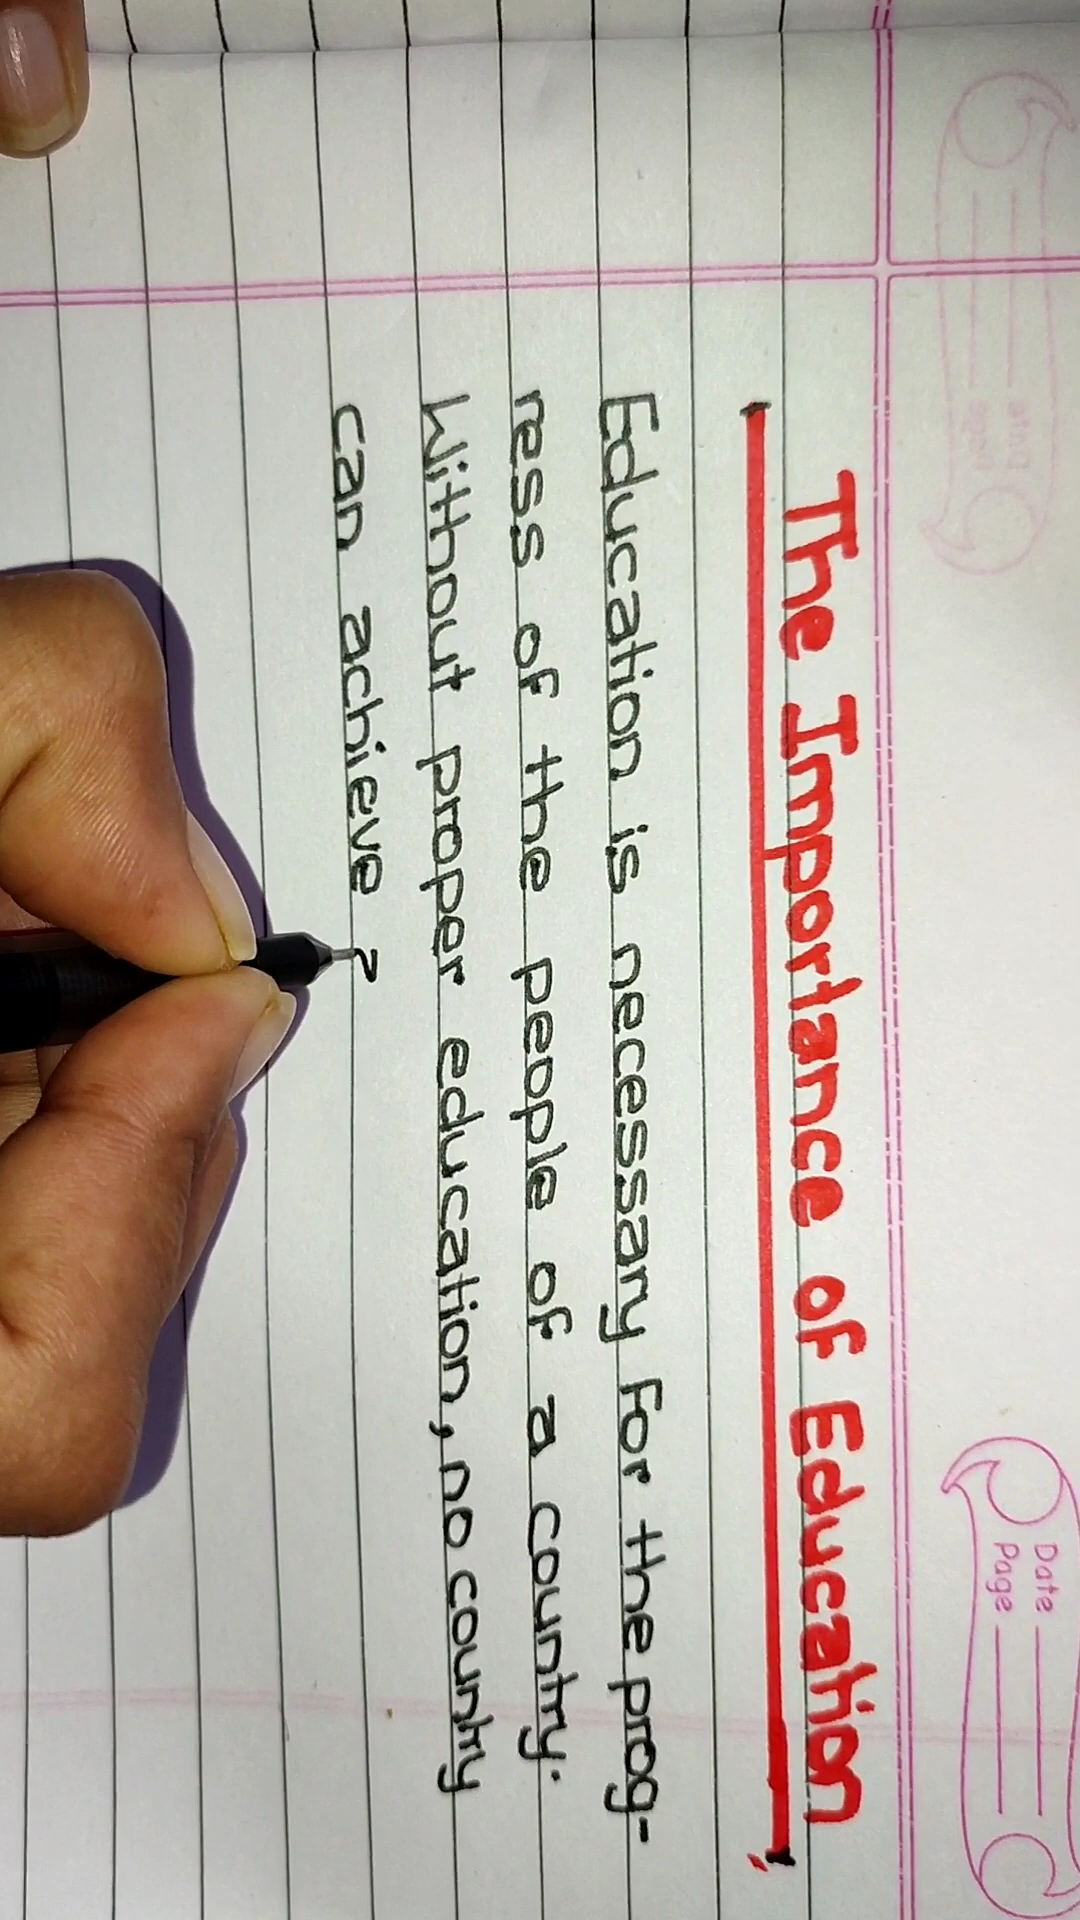 Date
Page
The Importance of Education
Education is necessary for the prog-
ress of the people of a country.
Without proper education, no country
can achieve